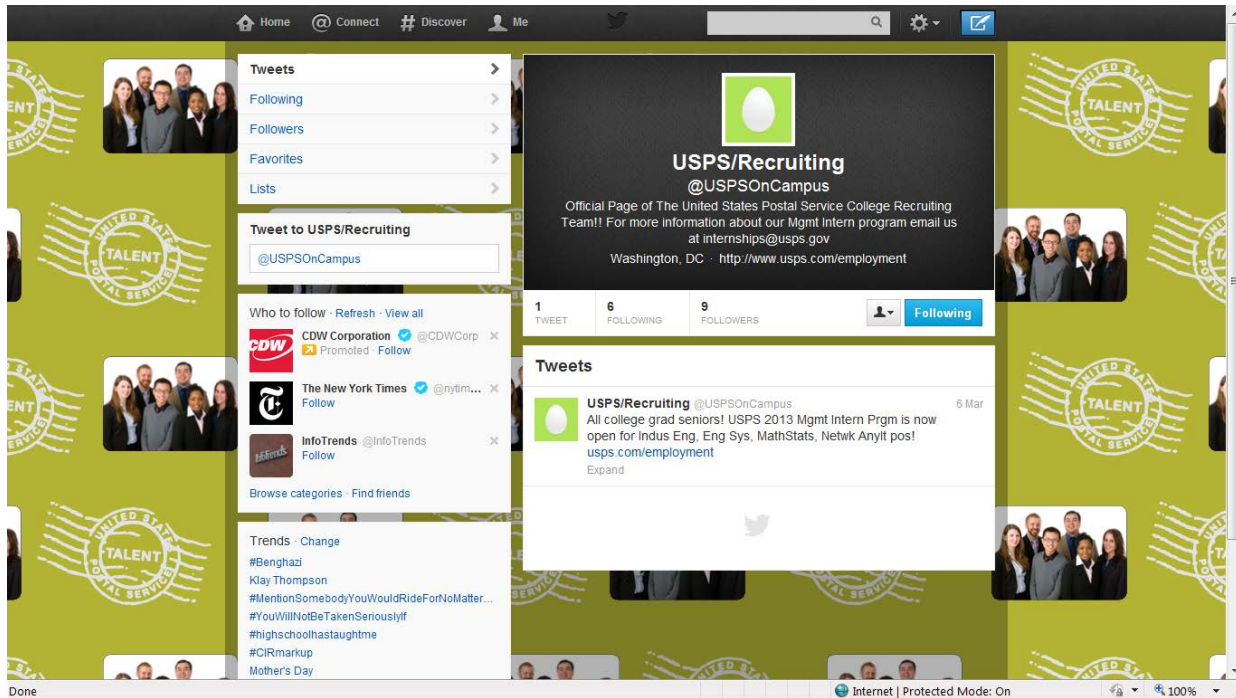 Home @ Connect # Discover Me
Tweets
Following
Followers
Favorites
Lists
Tweet to USPS/Recruiting
@USPSOnCampus
Who to follow · Refresh · View all
CDW
CDW Corporation @CDWCorp
Promoted · Follow
The New York Times @nytim...
Follow
InfoTrends
InfoTrends @InfoTrends
Follow
Browse categories · Find friends
Trends · Change
#Benghazi
Klay Thompson
#MentionSomebodyYouWouldRideForNoMatter...
#YouWillNotBeTakenSeriouslyIf
#highschoolhastaughtme
#CIRmarkup
Mother's Day
USPS/Recruiting
@USPSOnCampus
Official Page of The United States Postal Service College Recruiting
Team!! For more information about our Mgmt Intern program email us
at internships@usps.gov
Washington, DC · http://www.usps.com/employment
1 6 9
TWEET FOLLOWING FOLLOWERS
Following
Tweets
USPS/Recruiting @USPSOnCampus 6 Mar
All college grad seniors! USPS 2013 Mgmt Intern Prgm is now
open for Indus Eng, Eng Sys, MathStats, Netwk Anylt pos!
usps.com/employment
Expand
UNITED STATES
TALENT
POSTAL SERVICE
Done Internet | Protected Mode: On 100%